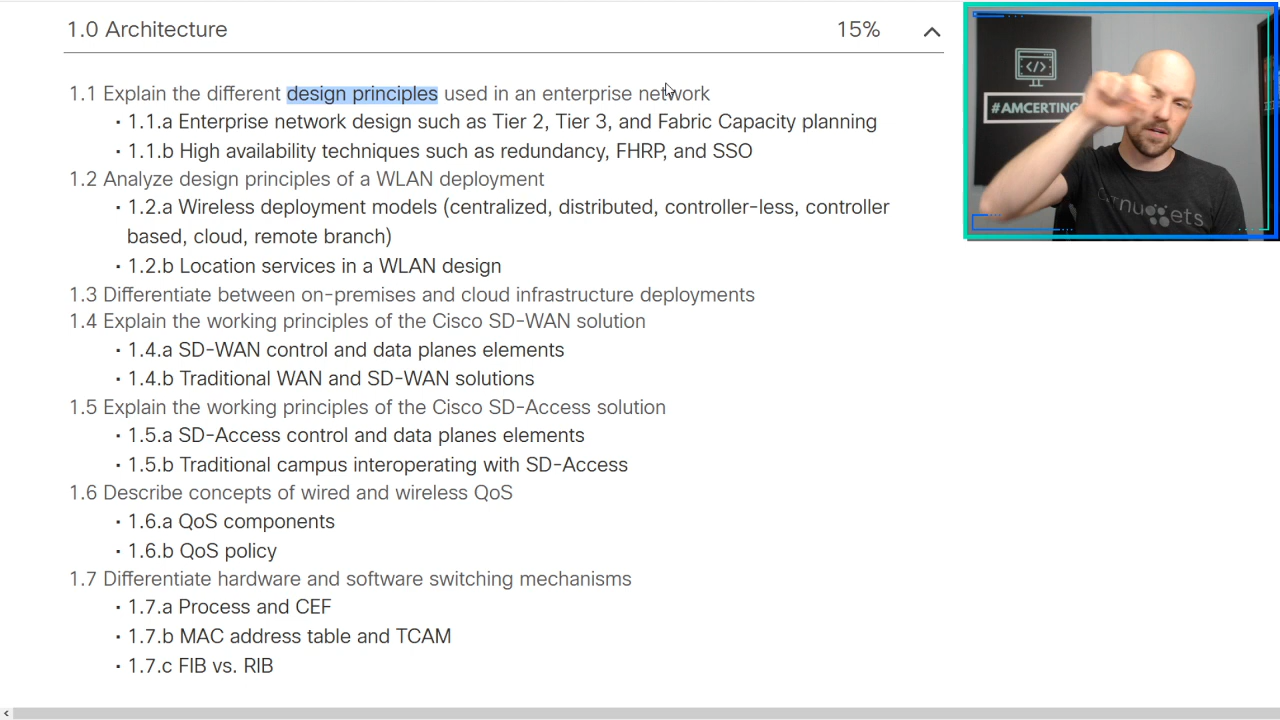 1.0 Architecture 15%
1.1 Explain the different design principles used in an enterprise network
· 1.1.a Enterprise network design such as Tier 2, Tier 3, and Fabric Capacity planning
· 1.1.b High availability techniques such as redundancy, FHRP, and SSO
1.2 Analyze design principles of a WLAN deployment
· 1.2.a Wireless deployment models (centralized, distributed, controller-less, controller
based, cloud, remote branch)
· 1.2.b Location services in a WLAN design
1.3 Differentiate between on-premises and cloud infrastructure deployments
1.4 Explain the working principles of the Cisco SD-WAN solution
· 1.4.a SD-WAN control and data planes elements
· 1.4.b Traditional WAN and SD-WAN solutions
1.5 Explain the working principles of the Cisco SD-Access solution
· 1.5.a SD-Access control and data planes elements
· 1.5.b Traditional campus interoperating with SD-Access
1.6 Describe concepts of wired and wireless QoS
· 1.6.a QoS components
· 1.6.b QoS policy
1.7 Differentiate hardware and software switching mechanisms
· 1.7.a Process and CEF
· 1.7.b MAC address table and TCAM
· 1.7.c FIB vs. RIB
</>
#AMCERTING